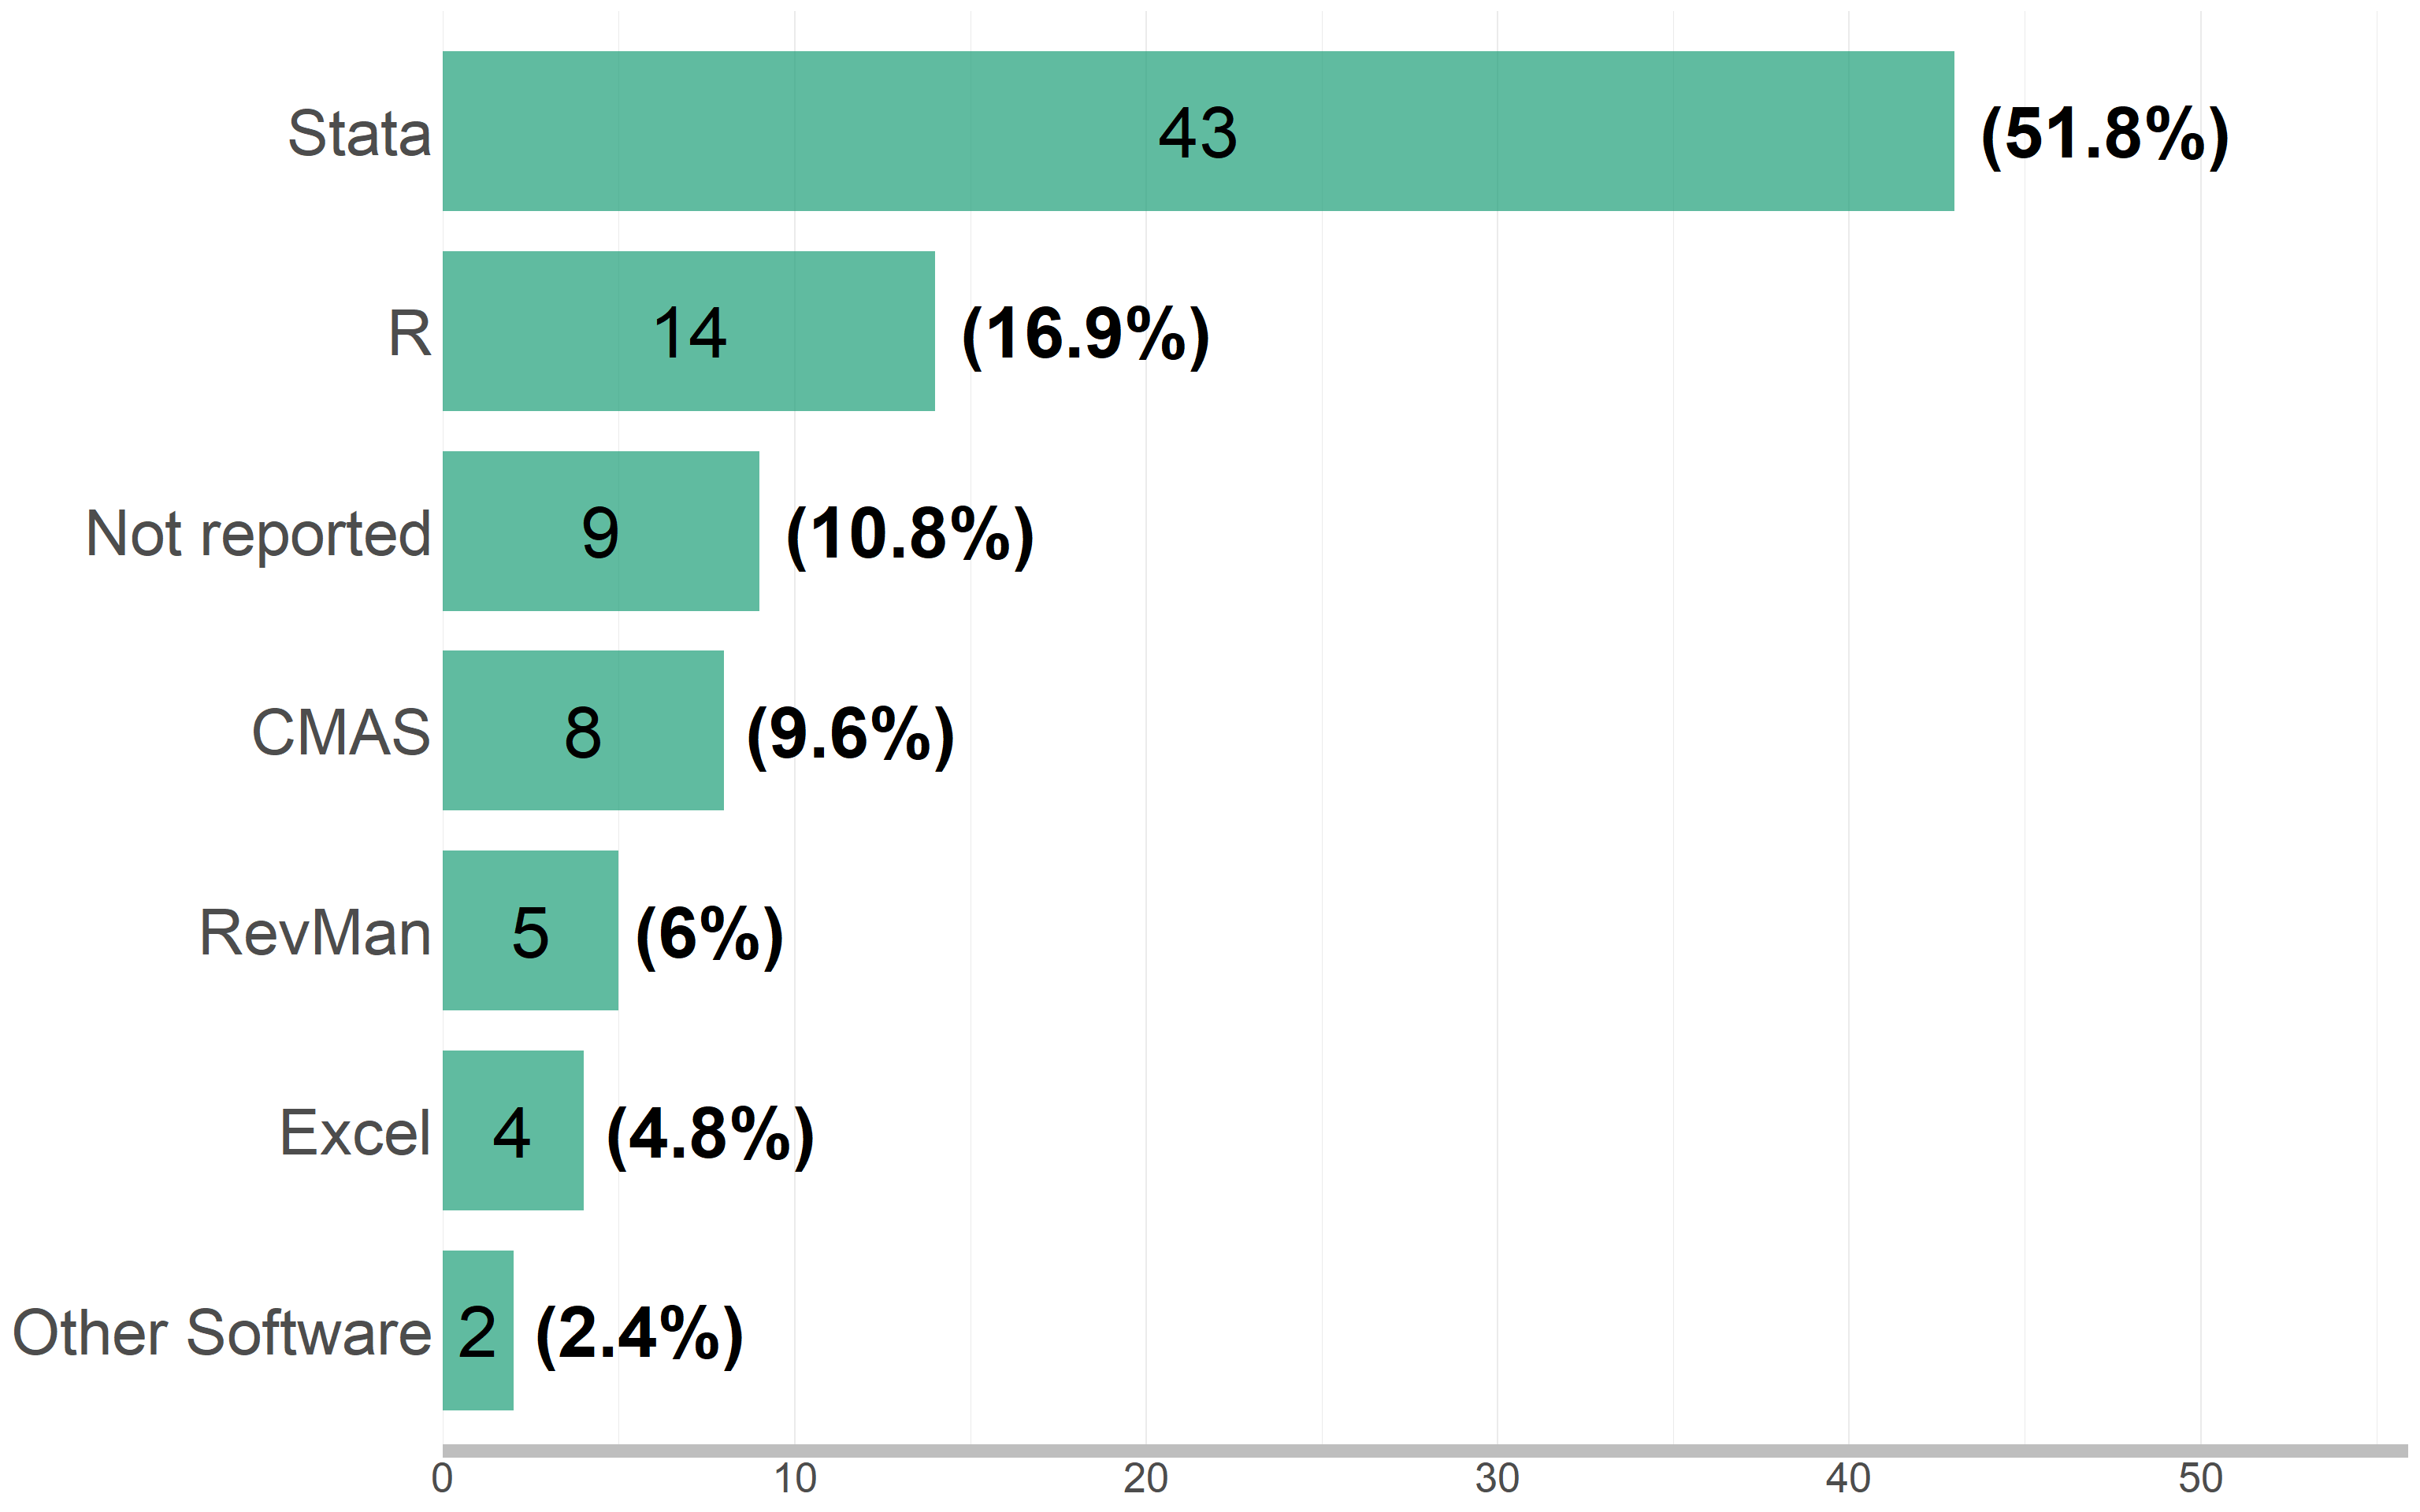 Stata 43 (51.8%)
R 14 (16.9%)
Not reported 9 (10.8%)
CMAS 8 (9.6%)
RevMan 5 (6%)
Excel 4 (4.8%)
Other Software 2 (2.4%)
0 10 20 30 40 50